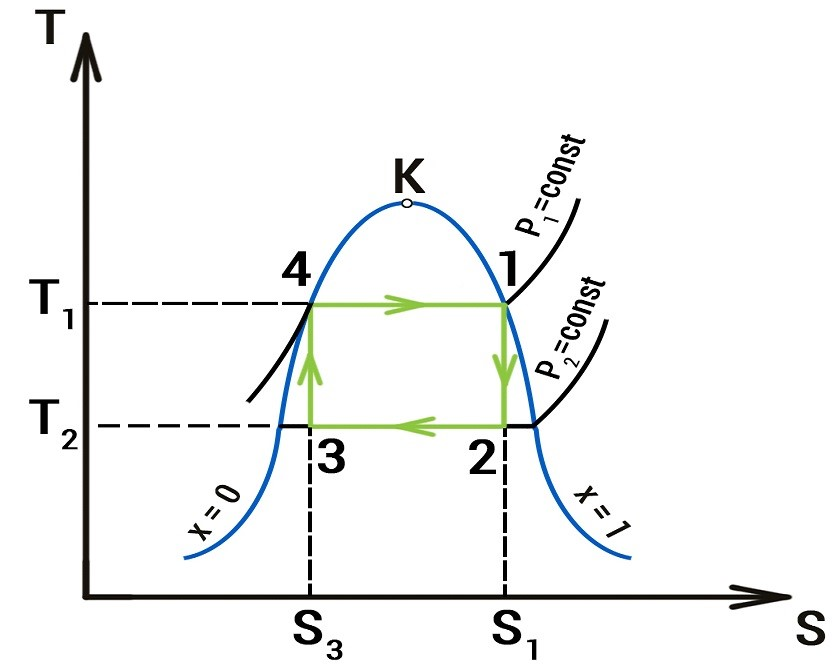 T
K
P₁=const
4
1
T₁
P₂=const
T₂
3
2
x = 0
x = 1
S₃
S₁
S